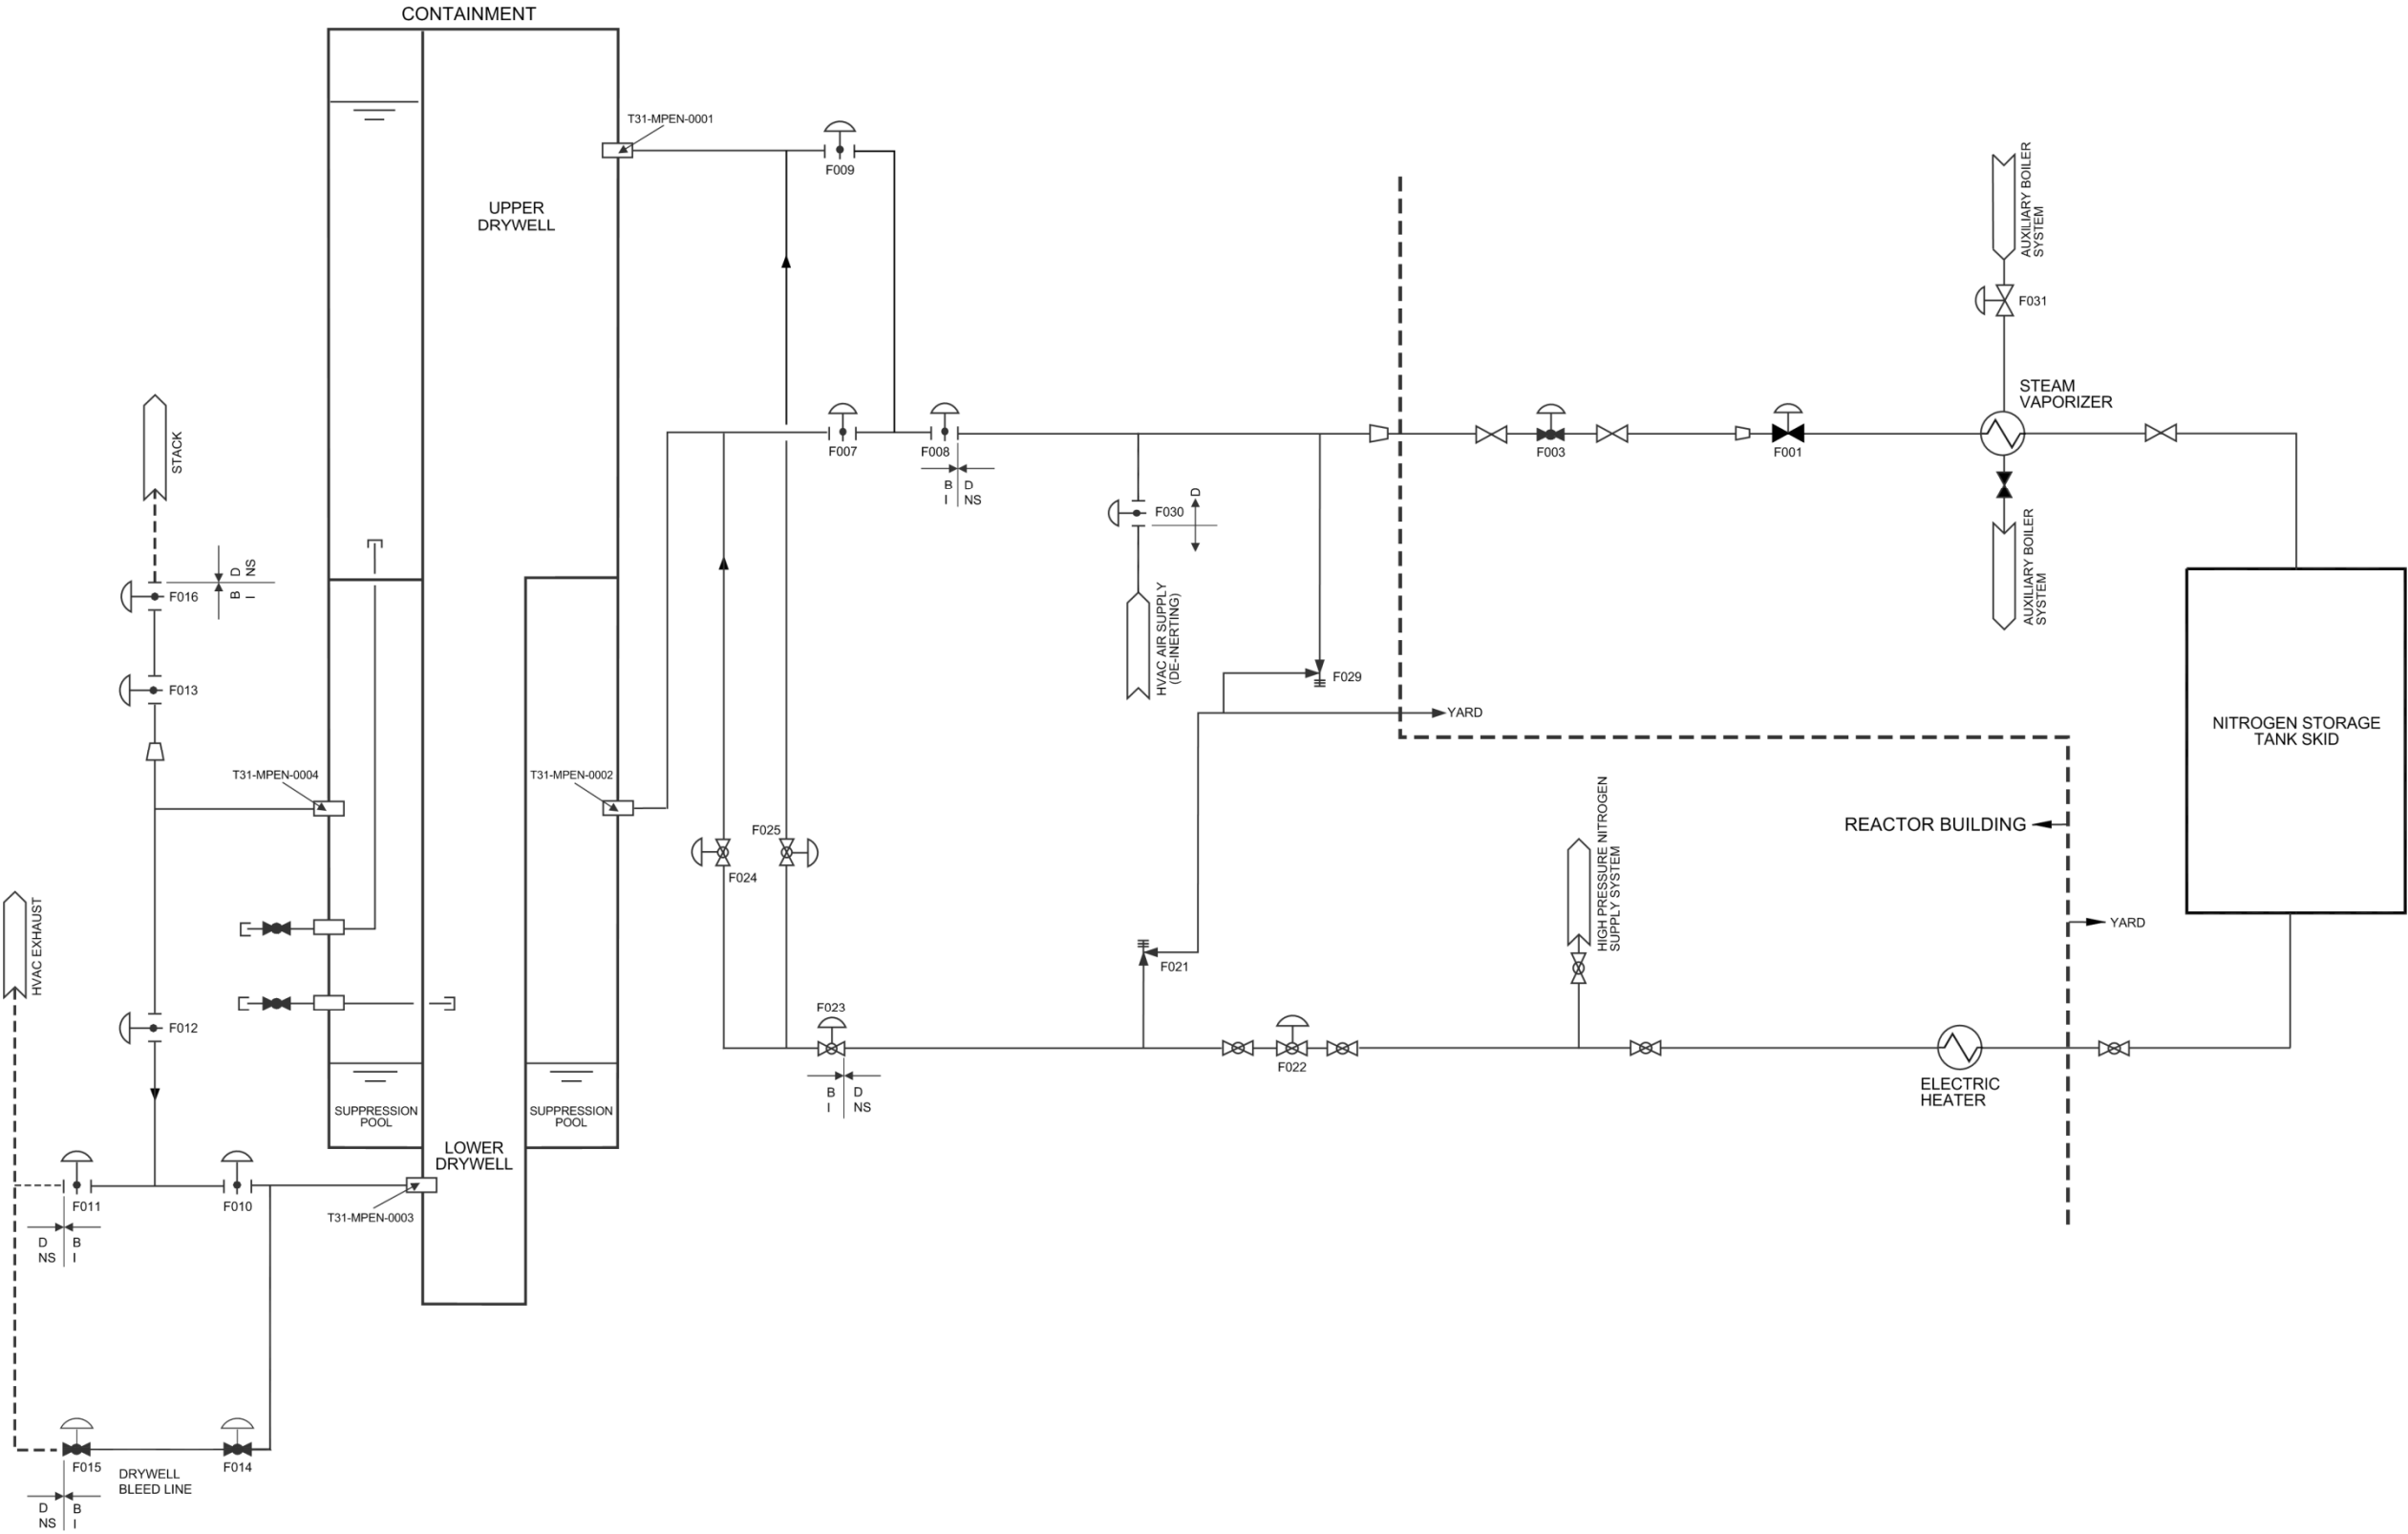 CONTAINMENT
T31-MPEN-0001
F009
UPPER
DRYWELL
AUXILIARY BOILER
SYSTEM
F031
STEAM
VAPORIZER
STACK
F007
F008
B
D
I
NS
F003
F001
F030
D
HVAC AIR SUPPLY
(DE-INERTING)
AUXILIARY BOILER
SYSTEM
F016
D
NS
B
I
F013
F029
YARD
NITROGEN STORAGE
TANK SKID
T31-MPEN-0004
T31-MPEN-0002
HIGH PRESSURE NITROGEN
SUPPLY SYSTEM
REACTOR BUILDING
F025
F024
HVAC EXHAUST
YARD
F021
F023
F012
F022
B
D
I
NS
ELECTRIC
HEATER
SUPPRESSION
POOL
SUPPRESSION
POOL
LOWER
DRYWELL
F011
F010
T31-MPEN-0003
D
B
NS
I
F015
F014
DRYWELL
BLEED LINE
D
B
NS
I